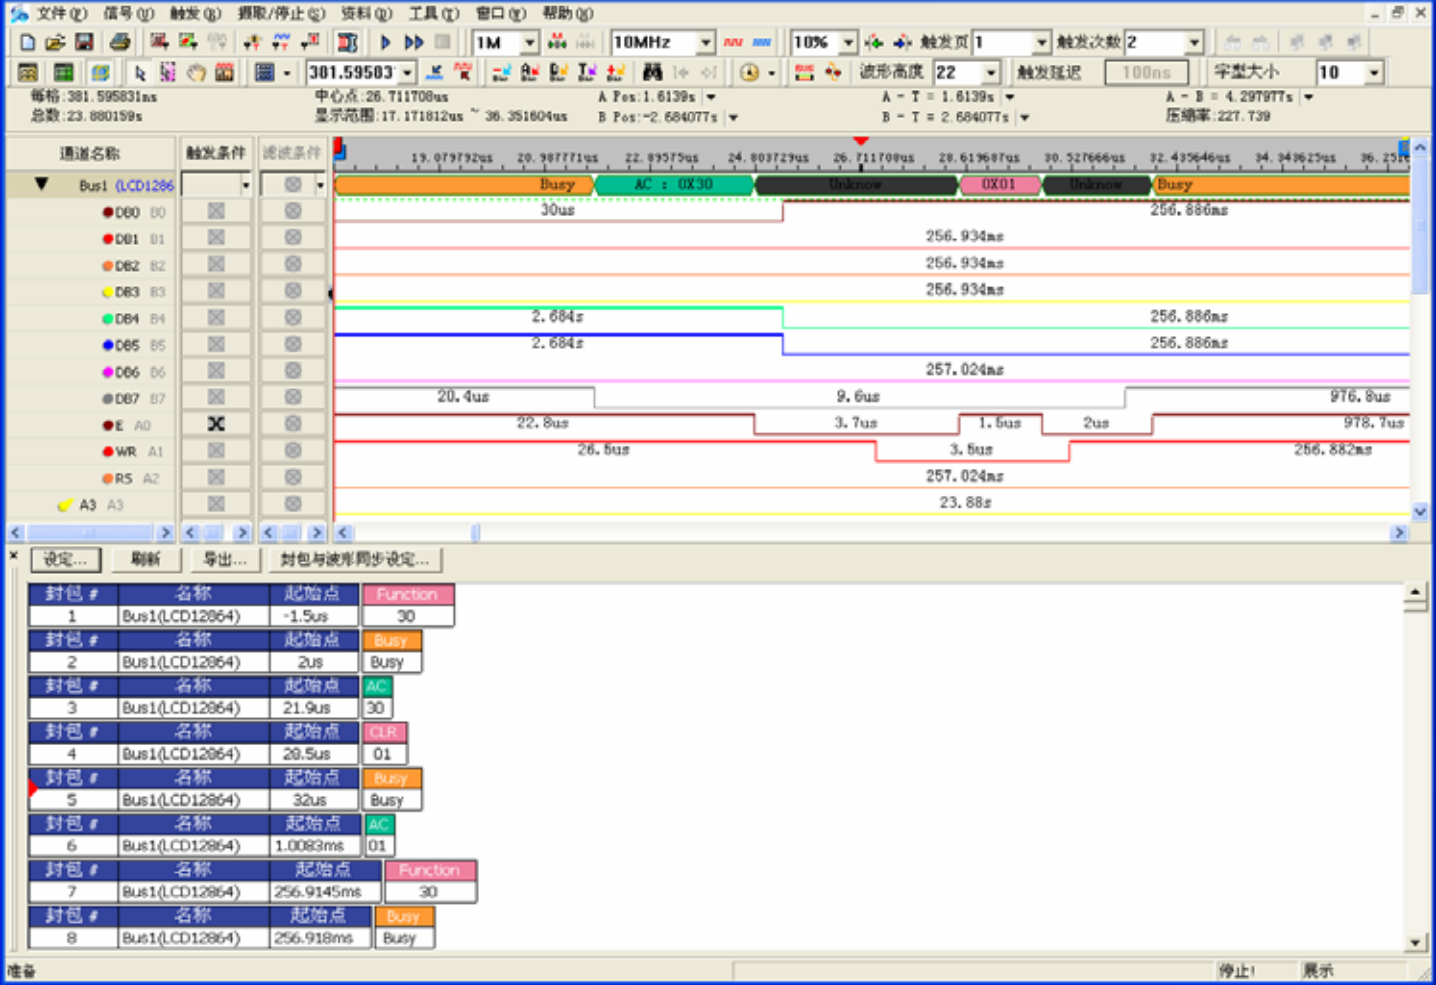 文件(F) 信号(U) 触发(R) 摄取/停止(S) 资料(D) 工具(T) 窗口(W) 帮助(H)
1M 10MHz 10% 触发页 1 触发次数 2
381.59583 波形高度 22 触发延迟 100ns 字型大小 10
每格:381.595831ns 中心点:26.711708us A Pos:1.6139s A - T = 1.6139s A - B = 4.297977s
总数:23.880159s 显示范围:17.171812us ~ 36.351604us B Pos:-2.684077s B - T = 2.684077s 压缩率:227.739
通道名称 触发条件 滤波条件 19.079792us 20.987771us 22.89575us 24.803729us 26.711708us 28.619687us 30.527666us 32.435646us 34.343625us 36.251
Bus1 (LCD1286 Busy AC : 0X30 Unknow 0X01 Unknow Busy
DB0 B0 30us 256.886ms
DB1 B1 256.934ms
DB2 B2 256.934ms
DB3 B3 256.934ms
DB4 B4 2.684s 256.886ms
DB5 B5 2.684s 256.886ms
DB6 B6 257.024ms
DB7 B7 20.4us 9.6us 976.8us
E A0 22.8us 3.7us 1.5us 2us 978.7us
WR A1 26.5us 3.5us 256.882ms
RS A2 257.024ms
A3 A3 23.88s
设定... 刷新 导出... 封包与波形同步设定...
封包 # 名称 起始点 Function
1 Bus1(LCD12864) -1.5us 30
封包 # 名称 起始点 Busy
2 Bus1(LCD12864) 2us Busy
封包 # 名称 起始点 AC
3 Bus1(LCD12864) 21.9us 30
封包 # 名称 起始点 CLR
4 Bus1(LCD12864) 28.5us 01
封包 # 名称 起始点 Busy
5 Bus1(LCD12864) 32us Busy
封包 # 名称 起始点 AC
6 Bus1(LCD12864) 1.0083ms 01
封包 # 名称 起始点 Function
7 Bus1(LCD12864) 256.9145ms 30
封包 # 名称 起始点 Busy
8 Bus1(LCD12864) 256.918ms Busy
准备 停止! 展示